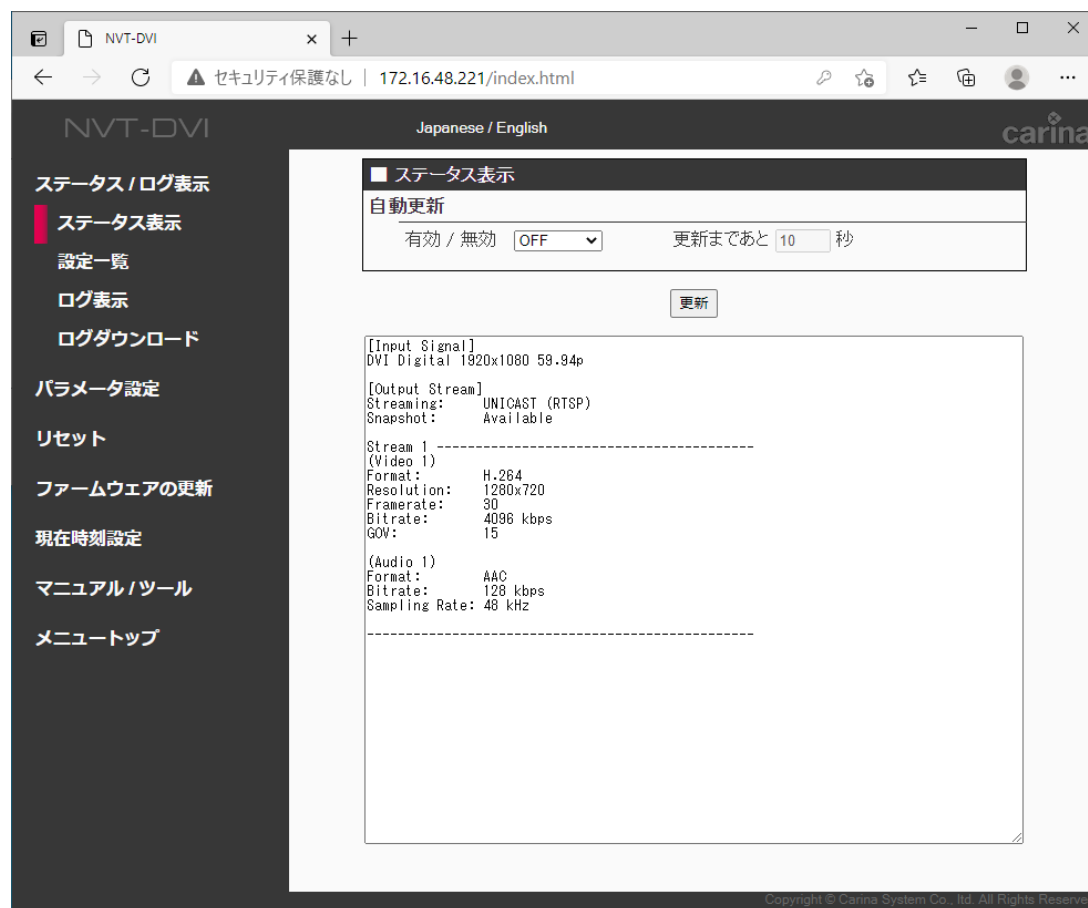 NVT-DVI
セキュリティ保護なし | 172.16.48.221/index.html
NVT-DVI
Japanese / English
carina
ステータス / ログ表示
ステータス表示
設定一覧
ログ表示
ログダウンロード
パラメータ設定
リセット
ファームウェアの更新
現在時刻設定
マニュアル / ツール
メニュートップ
■ ステータス表示
自動更新
有効 / 無効 OFF 更新まであと 10 秒
更新
[Input Signal]
DVI Digital 1920x1080 59.94p
[Output Stream]
Streaming: UNICAST (RTSP)
Snapshot: Available
Stream 1 -----------------------------------------
(Video 1)
Format: H.264
Resolution: 1280x720
Framerate: 30
Bitrate: 4096 kbps
GOV: 15
(Audio 1)
Format: AAC
Bitrate: 128 kbps
Sampling Rate: 48 kHz
--------------------------------------------------
Copyright © Carina System Co., ltd. All Rights Reserve